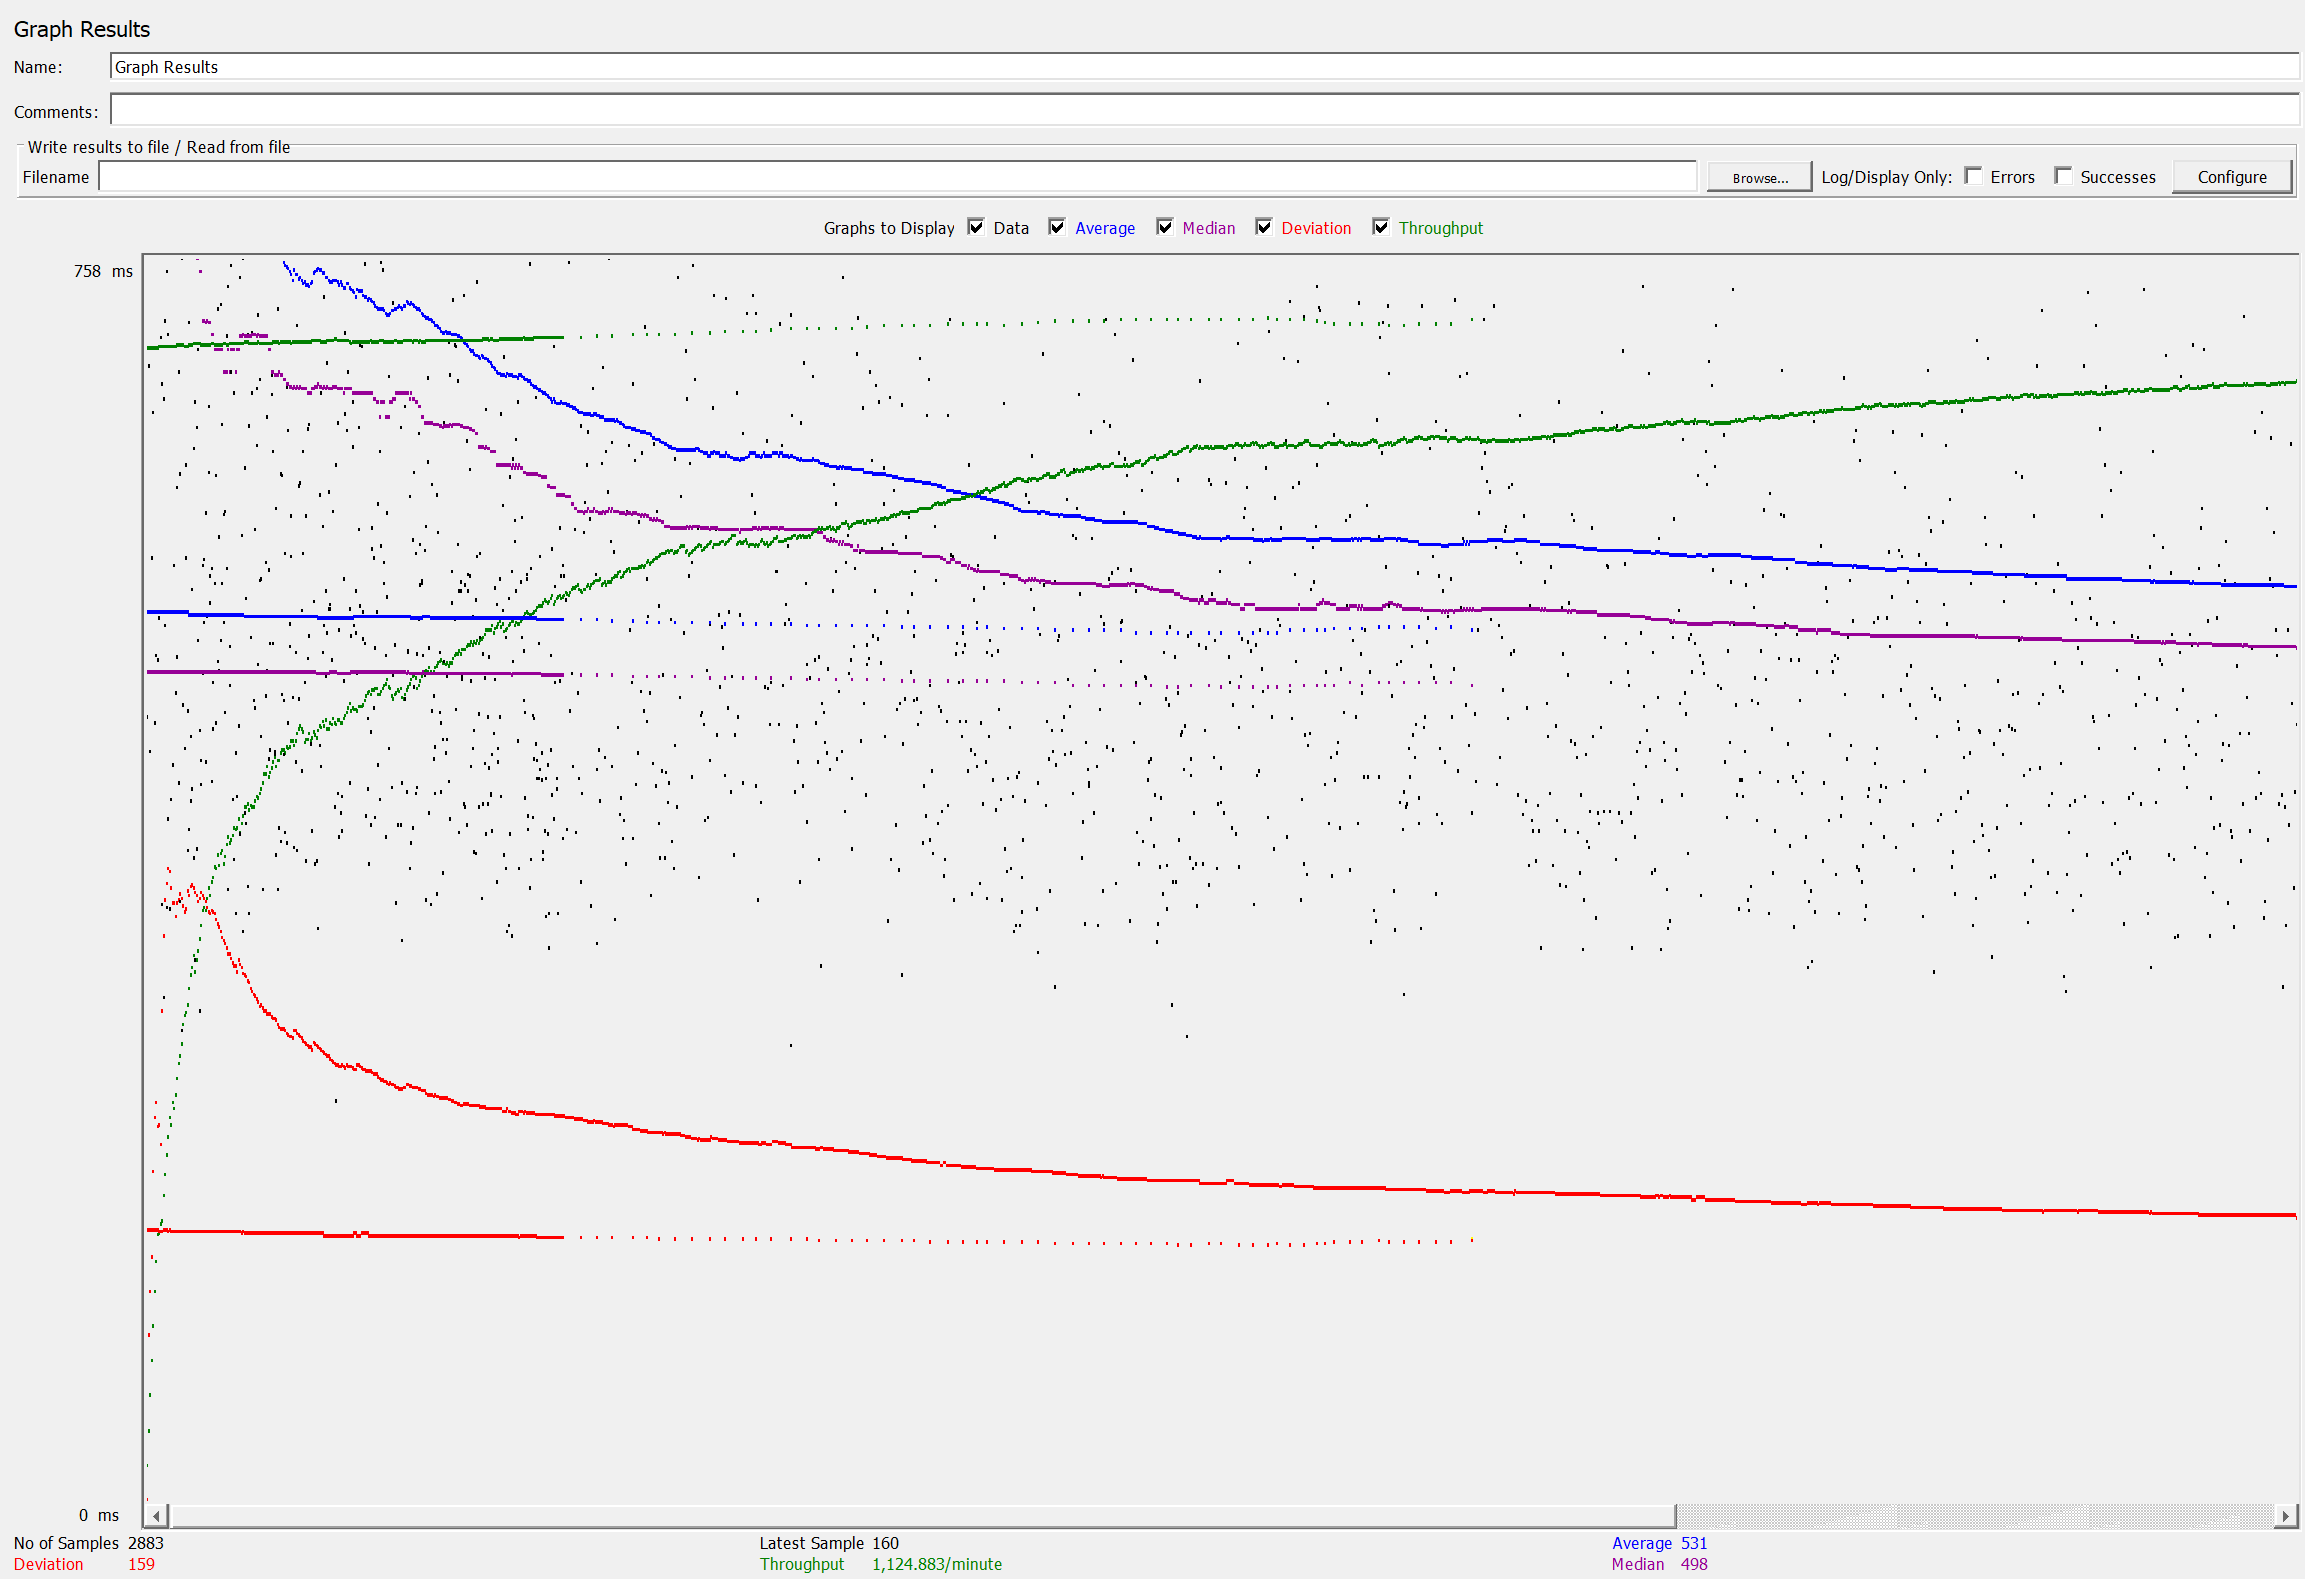 Graph Results
Name: Graph Results
Comments:
Write results to file / Read from file
Filename Browse... Log/Display Only: Errors Successes Configure
Graphs to Display Data Average Median Deviation Throughput
758 ms
0 ms
No of Samples 2883 Latest Sample 160 Average 531
Deviation 159 Throughput 1,124.883/minute Median 498